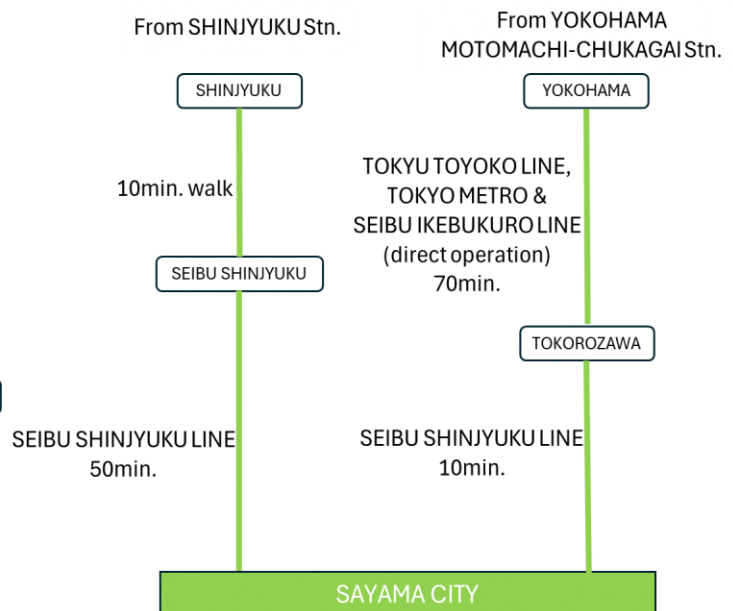 From SHINJYUKU Stn.
SHINJYUKU
10min. walk
SEIBU SHINJYUKU
SEIBU SHINJYUKU LINE
50min.
From YOKOHAMA
MOTOMACHI-CHUKAGAI Stn.
YOKOHAMA
TOKYU TOYOKO LINE,
TOKYO METRO &
SEIBU IKEBUKURO LINE
(direct operation)
70min.
TOKOROZAWA
SEIBU SHINJYUKU LINE
10min.
SAYAMA CITY